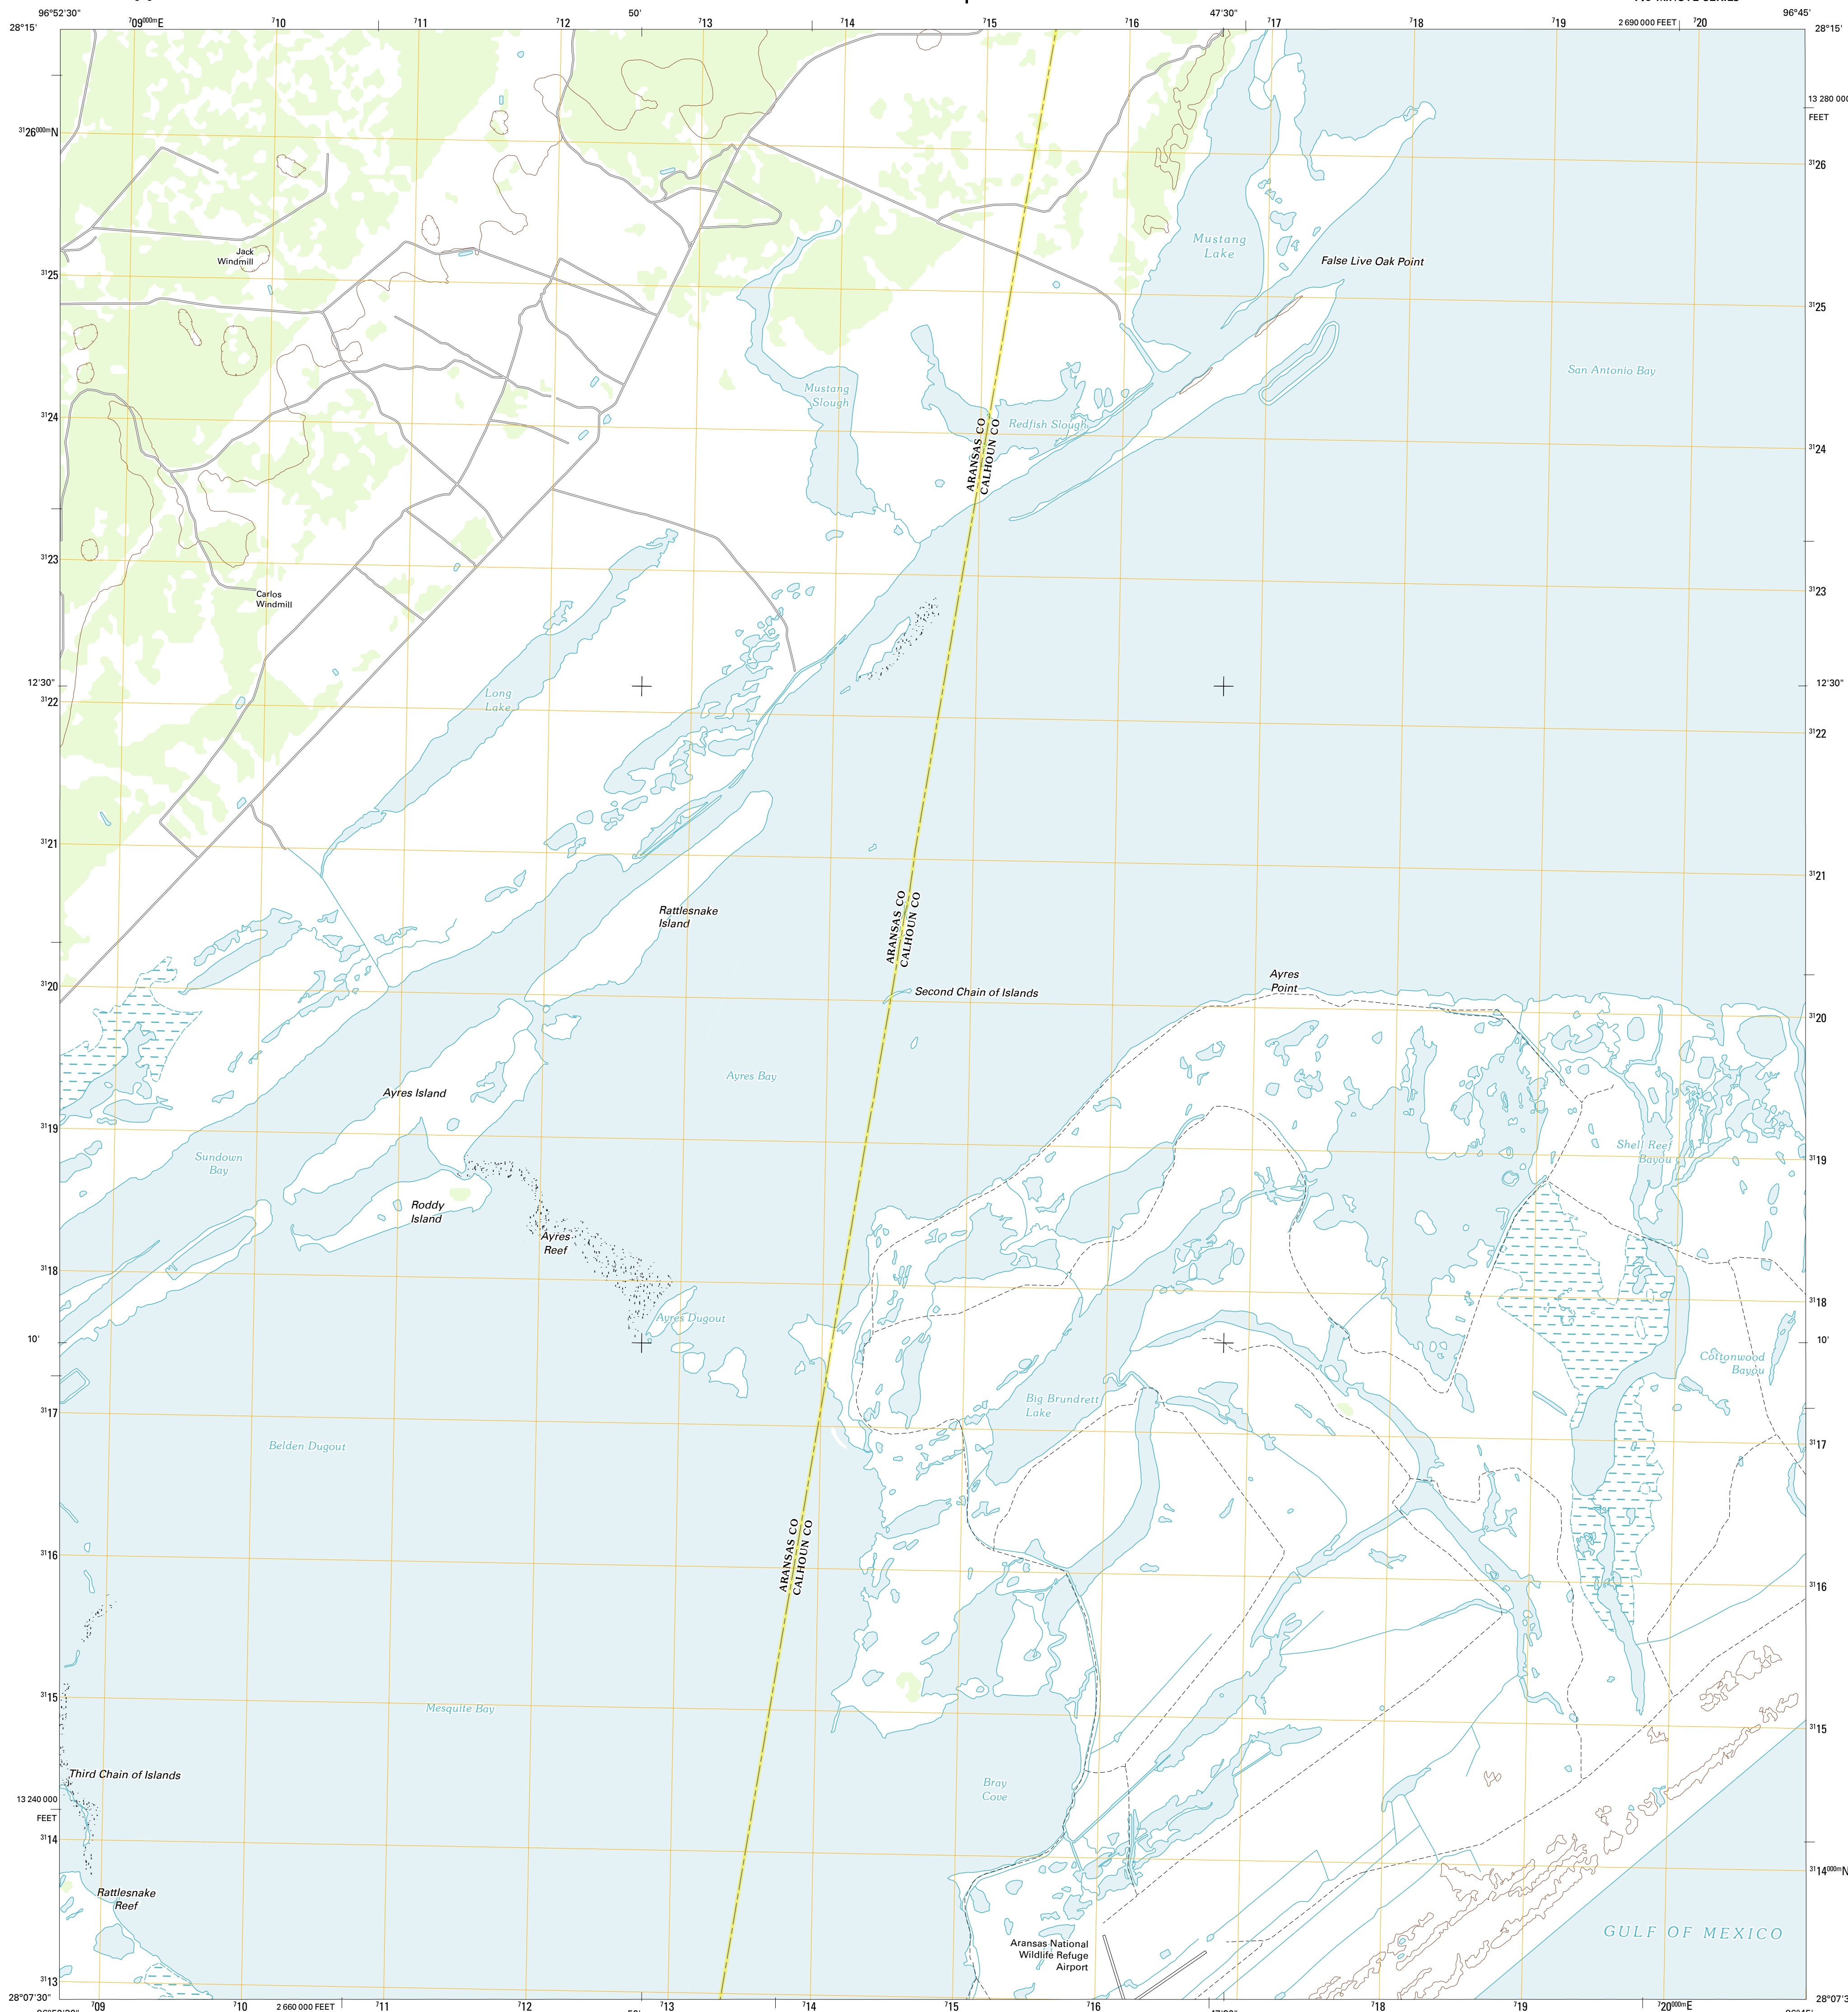 96°52'30"
⁷09⁰⁰⁰ᵐE
⁷10
⁷11
⁷12
50'
⁷13
⁷14
⁷15
⁷16
47'30"
⁷17
⁷18
⁷19
2 690 000 FEET
⁷20
96°45'
28°15'
28°15'
13 280 000
FEET
³¹26⁰⁰⁰ᵐN
³¹26
Jack
Windmill
Mustang
Lake
False Live Oak Point
³¹25
³¹25
San Antonio Bay
Mustang
Slough
³¹24
Redfish Slough
ARANSAS CO
CALHOUN CO
³¹24
³¹23
Carlos
Windmill
³¹23
12'30"
12'30"
³¹22
Long
Lake
³¹22
³¹21
³¹21
Rattlesnake
Island
ARANSAS CO
CALHOUN CO
³¹20
Second Chain of Islands
Ayres
Point
³¹20
Ayres Bay
Ayres Island
³¹19
Shell Reef
Bayou
³¹19
Sundown
Bay
Roddy
Island
Ayres
Reef
³¹18
³¹18
Ayres Dugout
10'
10'
Cottonwood
Bayou
Big Brundrett
Lake
³¹17
Belden Dugout
³¹17
ARANSAS CO
CALHOUN CO
³¹16
³¹16
³¹15
Mesquite Bay
³¹15
Third Chain of Islands
Bray
Cove
13 240 000
FEET
³¹14
³¹14⁰⁰⁰ᵐN
Rattlesnake
Reef
GULF OF MEXICO
Aransas National
Wildlife Refuge
Airport
³¹13
³¹13
28°07'30"
⁷09
⁷10
2 660 000 FEET
⁷11
⁷12
⁷13
⁷14
⁷15
⁷16
⁷18
⁷19
⁷20⁰⁰⁰ᵐE